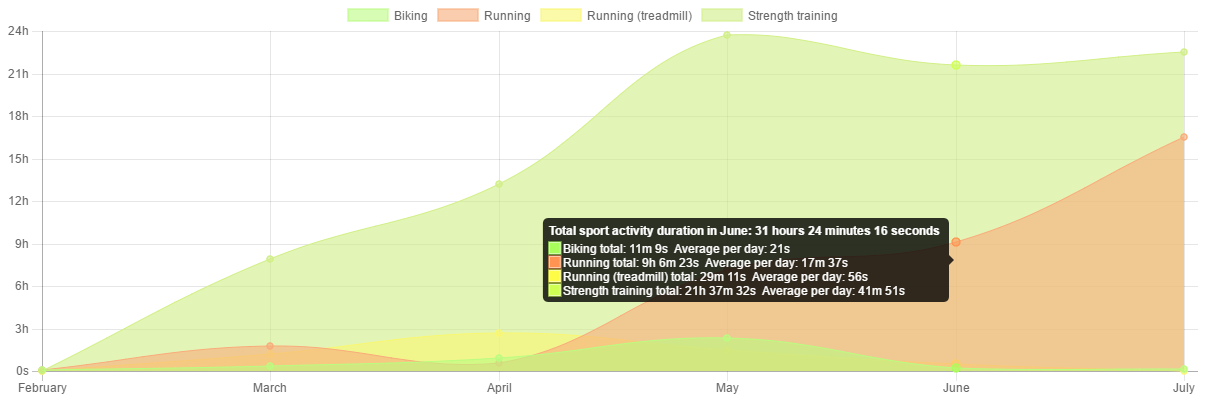 Biking Running Running (treadmill) Strength training
24h
21h
18h
15h
12h
9h
6h
3h
0s
Total sport activity duration in June: 31 hours 24 minutes 16 seconds
Biking total: 11m 9s Average per day: 21s
Running total: 9h 6m 23s Average per day: 17m 37s
Running (treadmill) total: 29m 11s Average per day: 56s
Strength training total: 21h 37m 32s Average per day: 41m 51s
February March April May June July